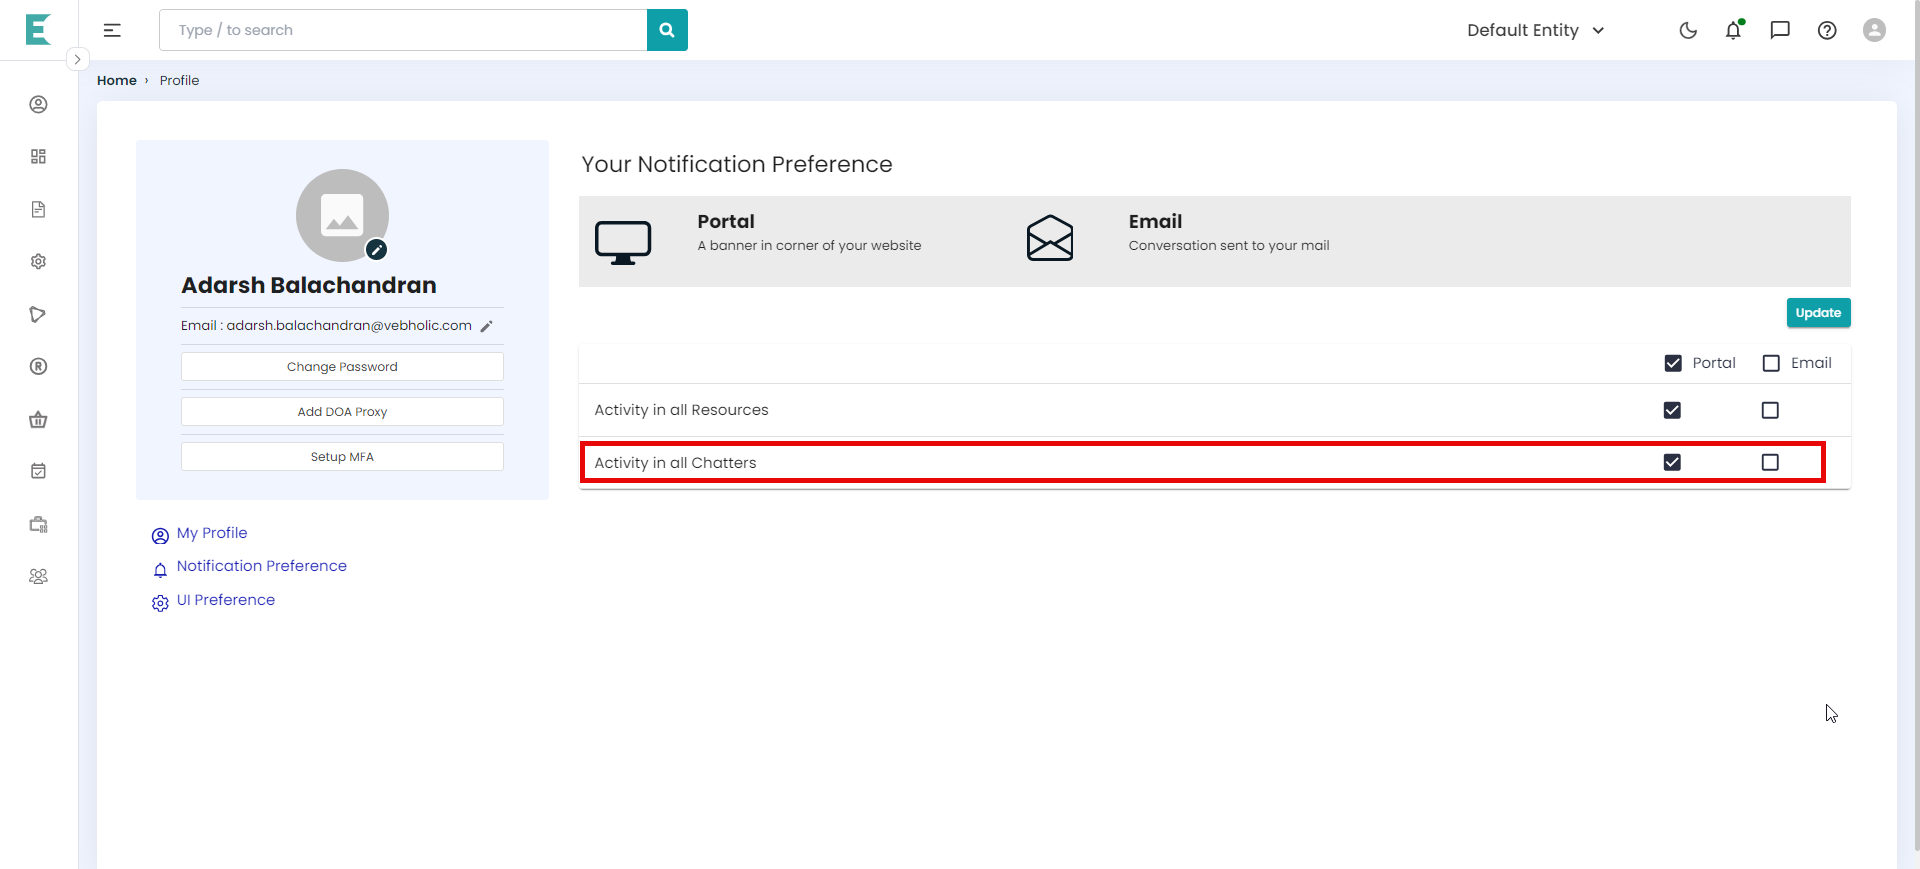 E
Type / to search
Default Entity
Home › Profile
Adarsh Balachandran
Email : adarsh.balachandran@vebholic.com
Change Password
Add DOA Proxy
Setup MFA
My Profile
Notification Preference
UI Preference
Your Notification Preference
Portal
A banner in corner of your website
Email
Conversation sent to your mail
Update
Portal Email
Activity in all Resources
Activity in all Chatters